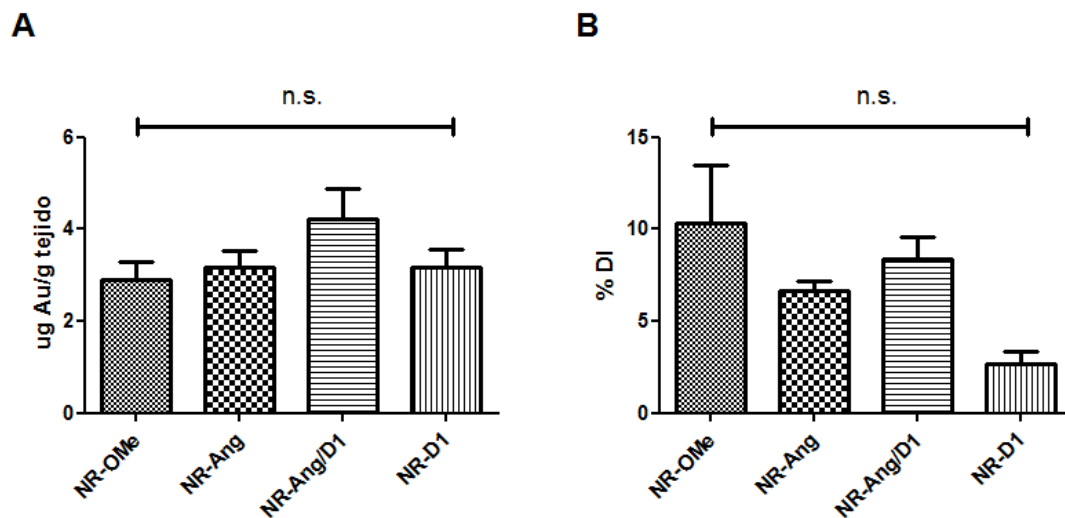 A
n.s.
ug Au/g tejido
6
4
2
0
NR-OMe
NR-Ang
NR-Ang/D1
NR-D1
B
n.s.
% DI
15
10
5
0
NR-OMe
NR-Ang
NR-Ang/D1
NR-D1